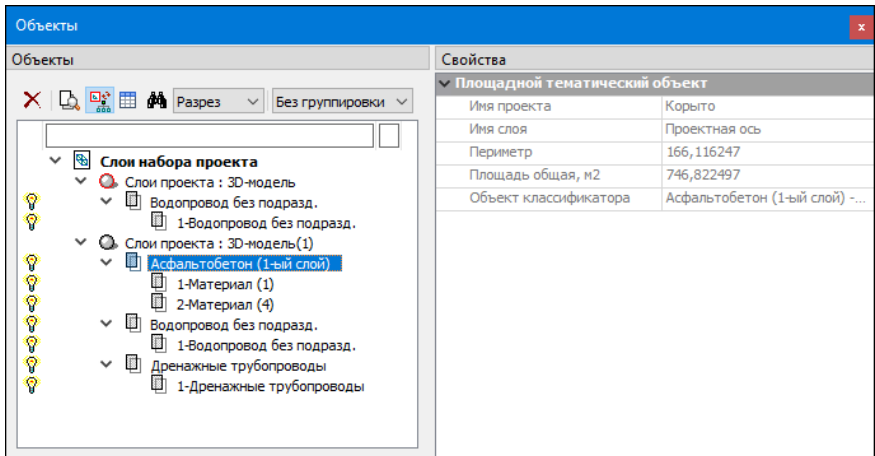 Объекты
x
Объекты
Разрез
Без группировки
Слои набора проекта
Слои проекта : 3D-модель
Водопровод без подразд.
1-Водопровод без подразд.
Слои проекта : 3D-модель(1)
Асфальтобетон (1-ый слой)
1-Материал (1)
2-Материал (4)
Водопровод без подразд.
1-Водопровод без подразд.
Дренажные трубопроводы
1-Дренажные трубопроводы
Свойства
Площадной тематический объект
Имя проекта Корыто
Имя слоя Проектная ось
Периметр 166,116247
Площадь общая, м2 746,822497
Объект классификатора Асфальтобетон (1-ый слой) -...